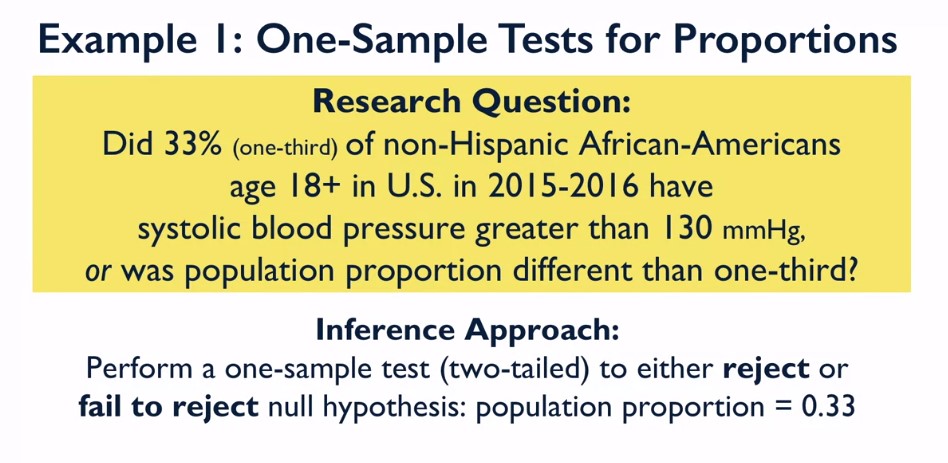 Example 1: One-Sample Tests for Proportions
Research Question:
Did 33% (one-third) of non-Hispanic African-Americans
age 18+ in U.S. in 2015-2016 have
systolic blood pressure greater than 130 mmHg,
or was population proportion different than one-third?
Inference Approach:
Perform a one-sample test (two-tailed) to either reject or
fail to reject null hypothesis: population proportion = 0.33